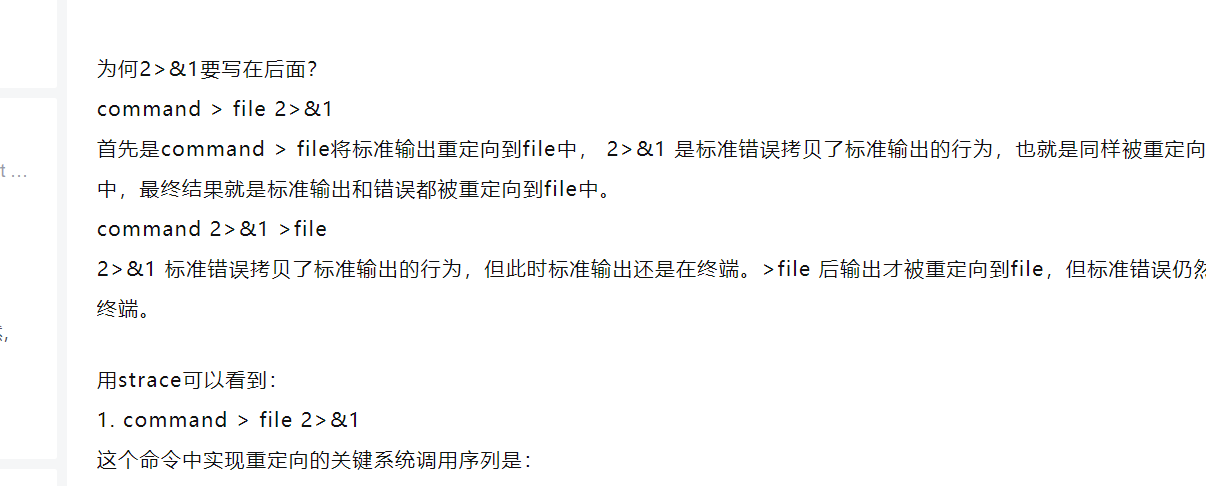 为何2>&1要写在后面？
command > file 2>&1
首先是command > file将标准输出重定向到file中， 2>&1 是标准错误拷贝了标准输出的行为，也就是同样被重定向
t ...
中，最终结果就是标准输出和错误都被重定向到file中。
command 2>&1 >file
2>&1 标准错误拷贝了标准输出的行为，但此时标准输出还是在终端。>file 后输出才被重定向到file，但标准错误仍
终端。
用strace可以看到：
1. command > file 2>&1
这个命令中实现重定向的关键系统调用序列是：